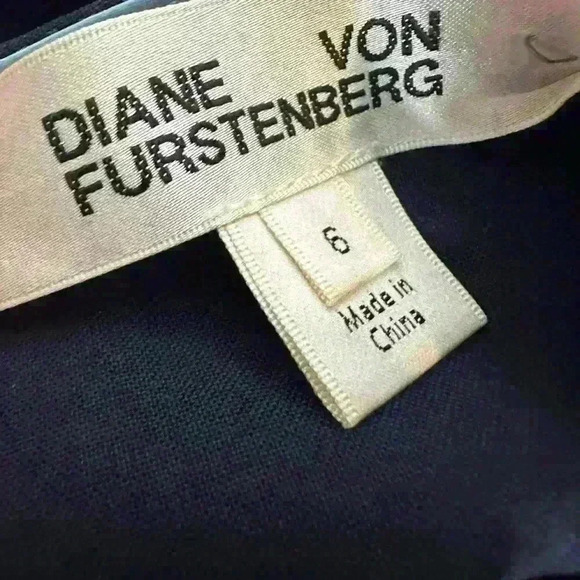 DIANE VON
FURSTENBERG
6
Made in
China